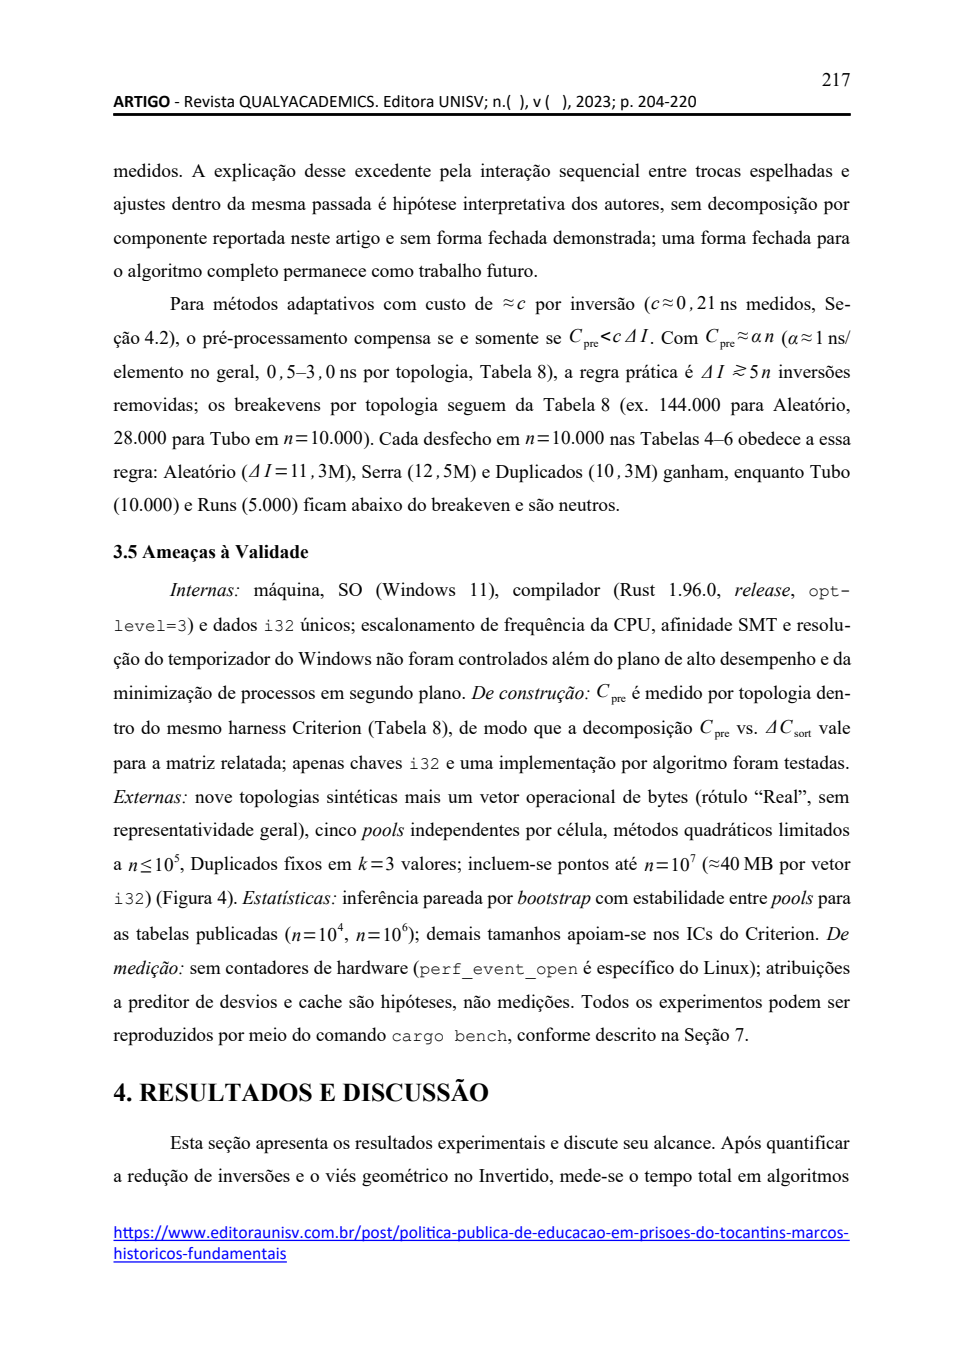 217
ARTIGO - Revista QUALYACADEMICS. Editora UNISV; n.( ), v ( ), 2023; p. 204-220
medidos. A explicação desse excedente pela interação sequencial entre trocas espelhadas e
ajustes dentro da mesma passada é hipótese interpretativa dos autores, sem decomposição por
componente reportada neste artigo e sem forma fechada demonstrada; uma forma fechada para
o algoritmo completo permanece como trabalho futuro.
Para métodos adaptativos com custo de ≈c por inversão (c≈0,21 ns medidos, Se-
ção 4.2), o pré-processamento compensa se e somente se C_pre<cΔI. Com C_pre≈αn (α≈1 ns/
elemento no geral, 0,5–3,0 ns por topologia, Tabela 8), a regra prática é ΔI ≳5n inversões
removidas; os breakevens por topologia seguem da Tabela 8 (ex. 144.000 para Aleatório,
28.000 para Tubo em n=10.000). Cada desfecho em n=10.000 nas Tabelas 4–6 obedece a essa
regra: Aleatório (ΔI=11,3M), Serra (12,5M) e Duplicados (10,3M) ganham, enquanto Tubo
(10.000) e Runs (5.000) ficam abaixo do breakeven e são neutros.
3.5 Ameaças à Validade
Internas: máquina, SO (Windows 11), compilador (Rust 1.96.0, release, opt-
level=3) e dados i32 únicos; escalonamento de frequência da CPU, afinidade SMT e resolu-
ção do temporizador do Windows não foram controlados além do plano de alto desempenho e da
minimização de processos em segundo plano. De construção: C_pre é medido por topologia den-
tro do mesmo harness Criterion (Tabela 8), de modo que a decomposição C_pre vs. ΔC_sort vale
para a matriz relatada; apenas chaves i32 e uma implementação por algoritmo foram testadas.
Externas: nove topologias sintéticas mais um vetor operacional de bytes (rótulo “Real”, sem
representatividade geral), cinco pools independentes por célula, métodos quadráticos limitados
a n≤10⁵, Duplicados fixos em k=3 valores; incluem-se pontos até n=10⁷ (≈40 MB por vetor
i32) (Figura 4). Estatísticas: inferência pareada por bootstrap com estabilidade entre pools para
as tabelas publicadas (n=10⁴, n=10⁶); demais tamanhos apoiam-se nos ICs do Criterion. De
medição: sem contadores de hardware (perf_event_open é específico do Linux); atribuições
a preditor de desvios e cache são hipóteses, não medições. Todos os experimentos podem ser
reproduzidos por meio do comando cargo bench, conforme descrito na Seção 7.
4. RESULTADOS E DISCUSSÃO
Esta seção apresenta os resultados experimentais e discute seu alcance. Após quantificar
a redução de inversões e o viés geométrico no Invertido, mede-se o tempo total em algoritmos
https://www.editoraunisv.com.br/post/politica-publica-de-educacao-em-prisoes-do-tocantins-marcos-
historicos-fundamentais